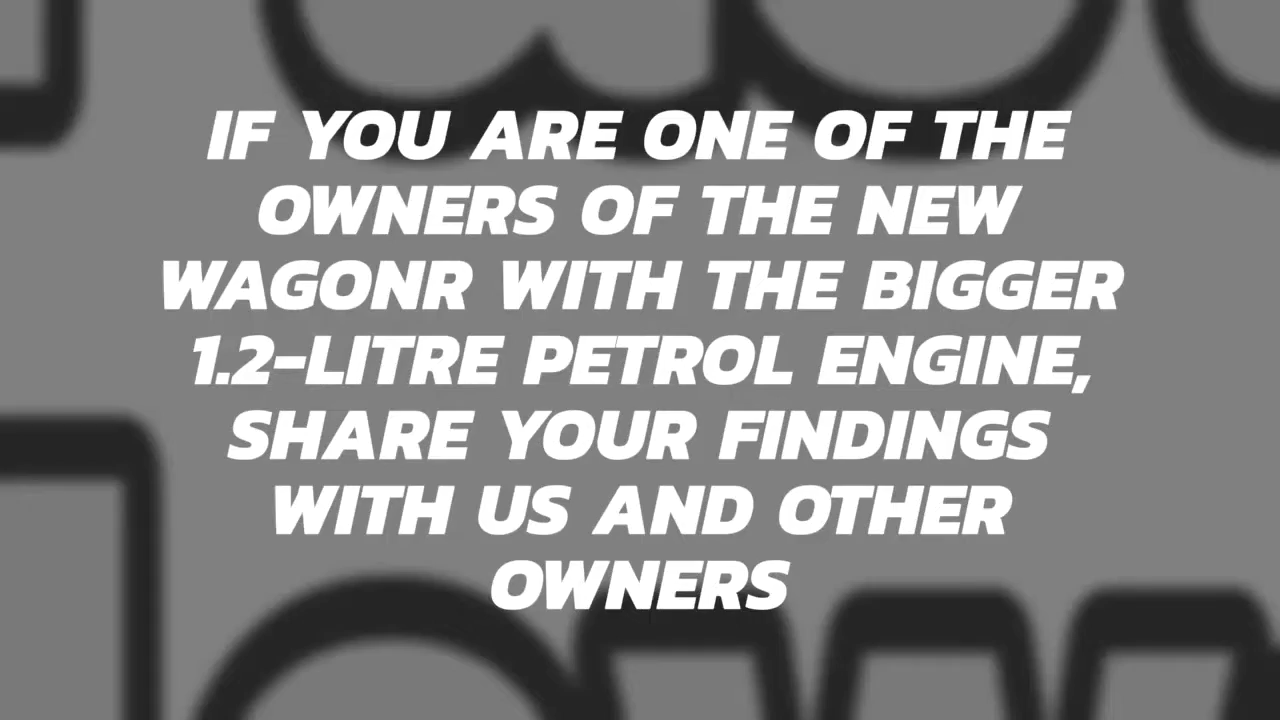 IF YOU ARE ONE OF THE
OWNERS OF THE NEW
WAGONR WITH THE BIGGER
1.2-LITRE PETROL ENGINE,
SHARE YOUR FINDINGS
WITH US AND OTHER
OWNERS